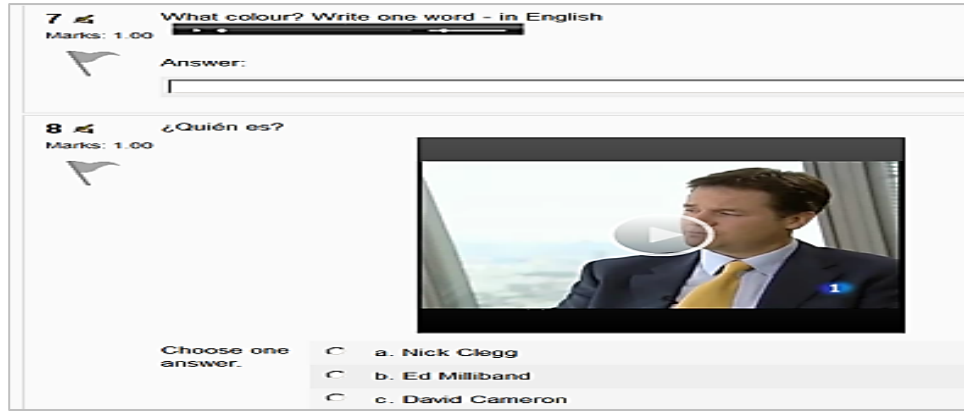 7 What colour? Write one word - in English
Marks: 1.00
Answer:
8 ¿Quién es?
Marks: 1.00
1
Choose one answer.
a. Nick Clegg
b. Ed Milliband
c. David Cameron